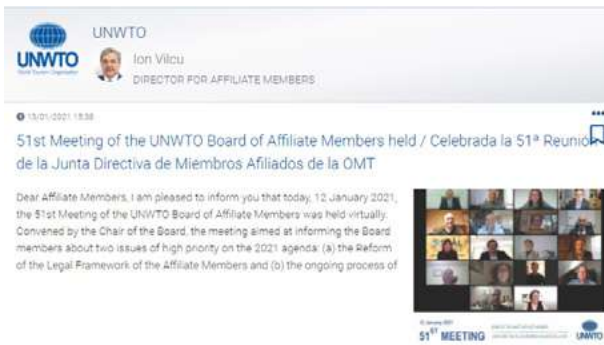 UNWTO
UNWTO
World Tourism Organization
Ion Vilcu
DIRECTOR FOR AFFILIATE MEMBERS
13/01/2021 15:38
51st Meeting of the UNWTO Board of Affiliate Members held / Celebrada la 51ª Reunión
de la Junta Directiva de Miembros Afiliados de la OMT
Dear Affiliate Members, I am pleased to inform you that today, 12 January 2021,
the 51st Meeting of the UNWTO Board of Affiliate Members was held virtually.
Convened by the Chair of the Board, the meeting aimed at informing the Board
members about two issues of high priority on the 2021 agenda: (a) the Reform
of the Legal Framework of the Affiliate Members and (b) the ongoing process of
12 January 2021
51ST MEETING
UNWTO